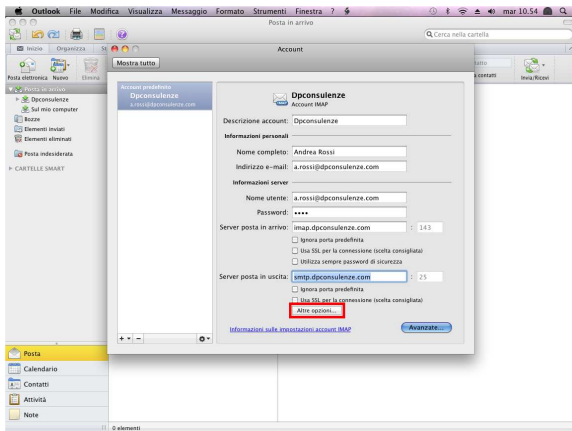 Outlook File Modifica Visualizza Messaggio Formato Strumenti Finestra ? mar 10.54
Posta in arrivo
Cerca nella cartella
Inizio Organizza
Account
Mostra tutto
Posta elettronica Nuovo Elimina
contatti Invia/Ricevi
Posta in arrivo
Dpconsulenze
Sul mio computer
Bozze
Elementi inviati
Elementi eliminati
Posta indesiderata
CARTELLE SMART
Account predefinito
Dpconsulenze
a.rossi@dpconsulenze.com
Dpconsulenze
Account IMAP
Descrizione account: Dpconsulenze
Informazioni personali
Nome completo: Andrea Rossi
Indirizzo e-mail: a.rossi@dpconsulenze.com
Informazioni server
Nome utente: a.rossi@dpconsulenze.com
Password: ••••
Server posta in arrivo: imap.dpconsulenze.com : 143
Ignora porta predefinita
Usa SSL per la connessione (scelta consigliata)
Utilizza sempre password di sicurezza
Server posta in uscita: smtp.dpconsulenze.com : 25
Ignora porta predefinita
Usa SSL per la connessione (scelta consigliata)
Altre opzioni...
Informazioni sulle impostazioni account IMAP
Avanzate...
Posta
Calendario
Contatti
Attività
Note
0 elementi